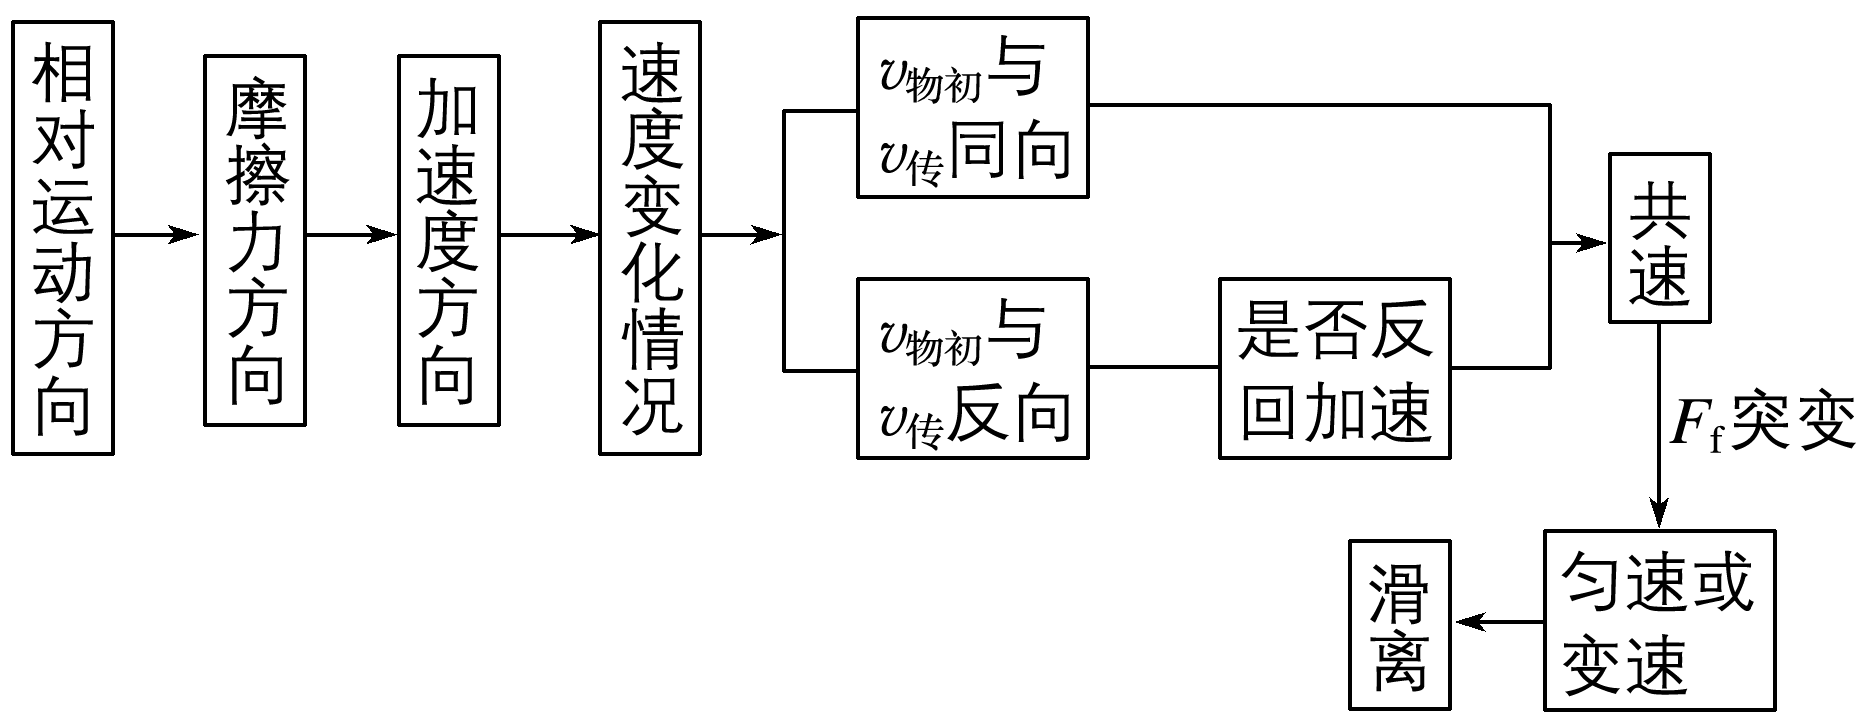 相对运动方向
摩擦力方向
加速度方向
速度变化情况
v物初与
v传同向
v物初与
v传反向
是否反
回加速
共速
Ff突变
匀速或
变速
滑离